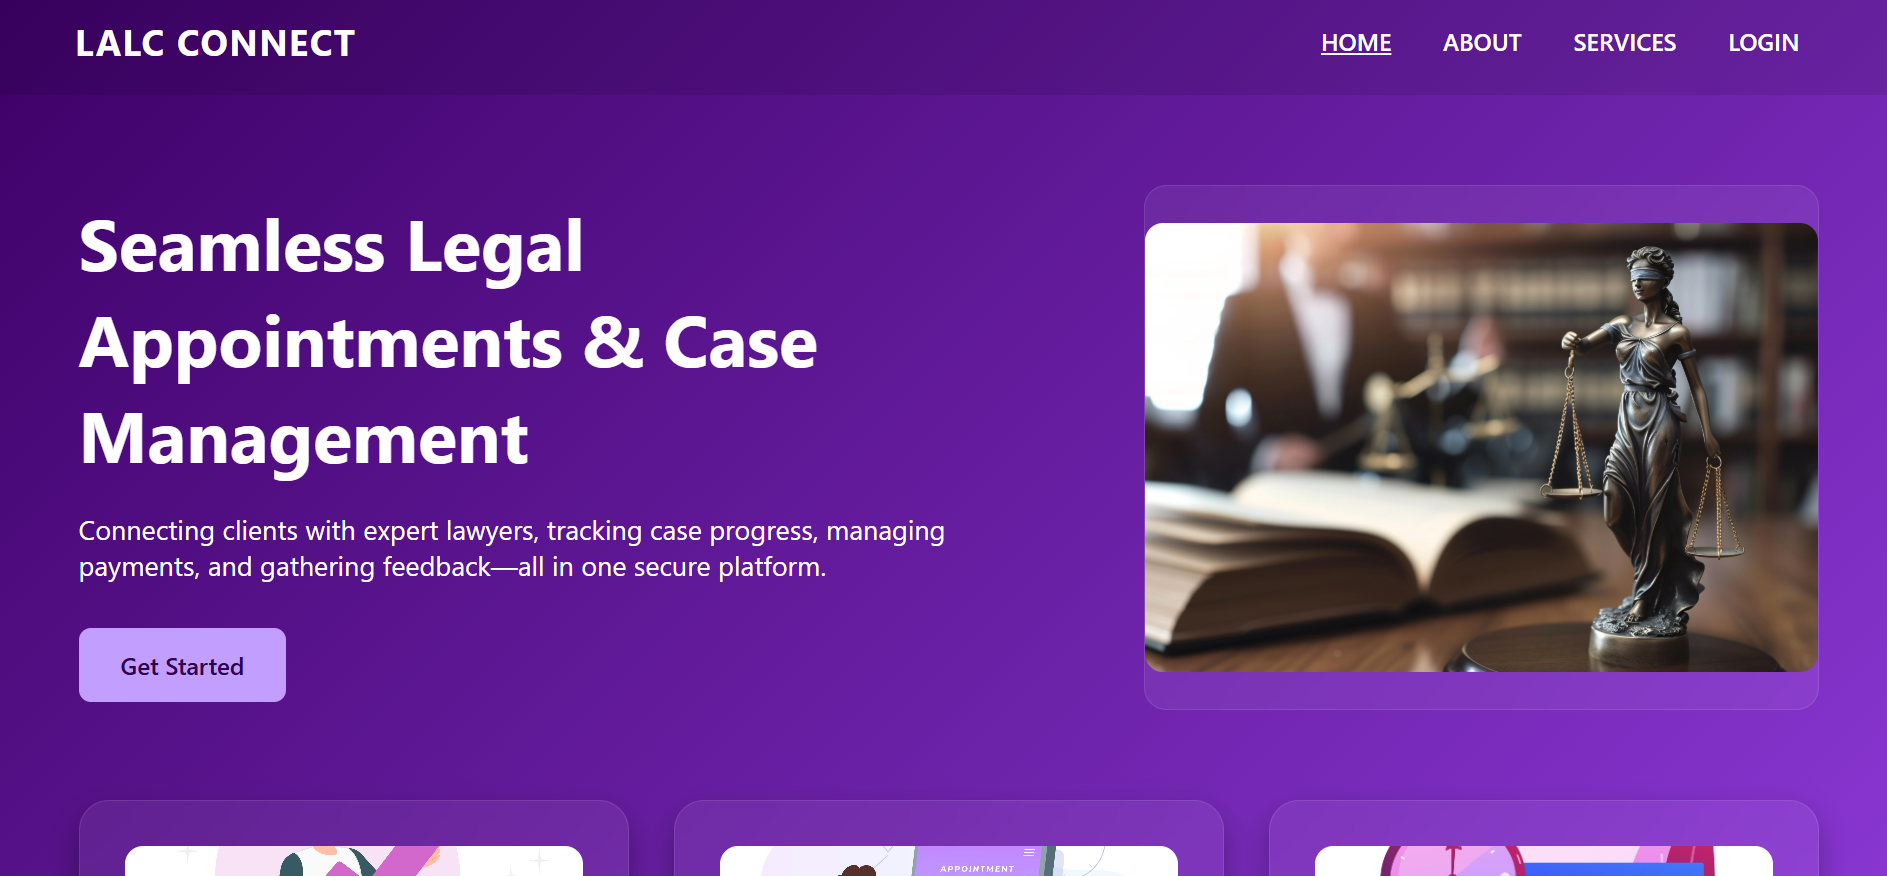 LALC CONNECT
HOME ABOUT SERVICES LOGIN
Seamless Legal
Appointments & Case
Management
Connecting clients with expert lawyers, tracking case progress, managing
payments, and gathering feedback—all in one secure platform.
Get Started
APPOINTMENT